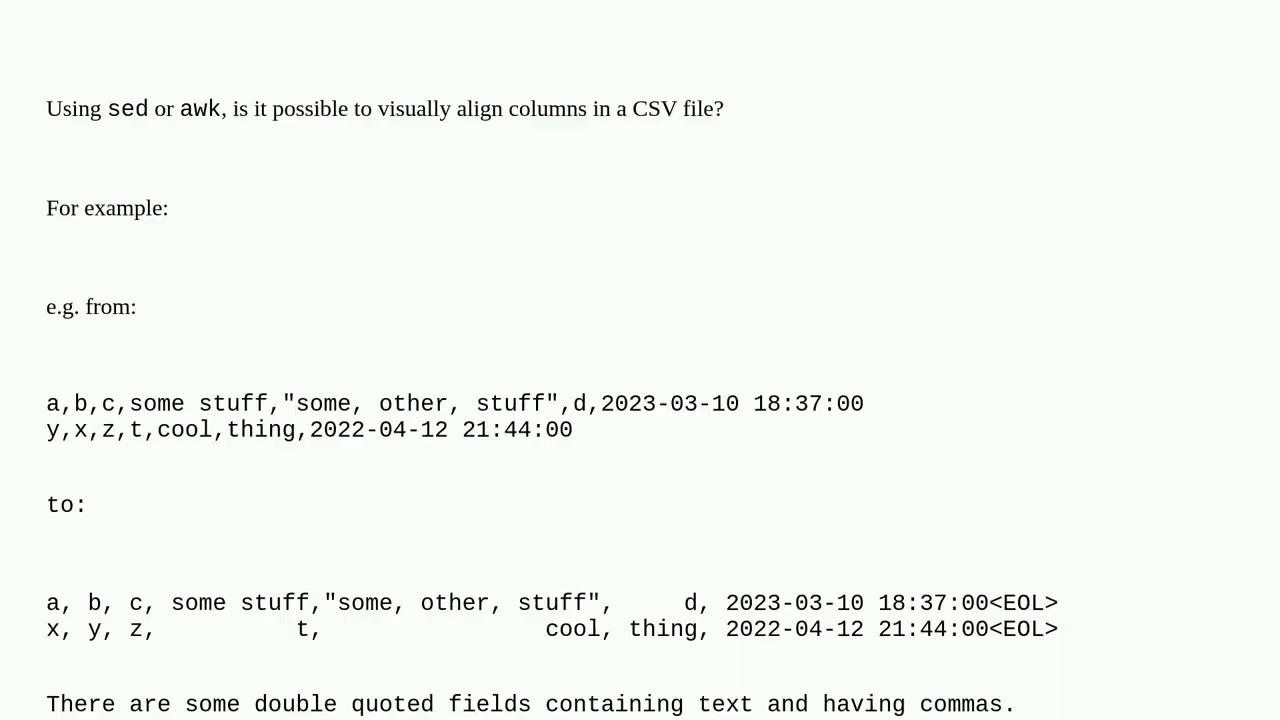 Using sed or awk, is it possible to visually align columns in a CSV file?
For example:
e.g. from:
a,b,c,some stuff,"some, other, stuff",d,2023-03-10 18:37:00
y,x,z,t,cool,thing,2022-04-12 21:44:00
to:
a, b, c, some stuff,"some, other, stuff",     d, 2023-03-10 18:37:00<EOL>
x, y, z,          t,                cool, thing, 2022-04-12 21:44:00<EOL>
There are some double quoted fields containing text and having commas.